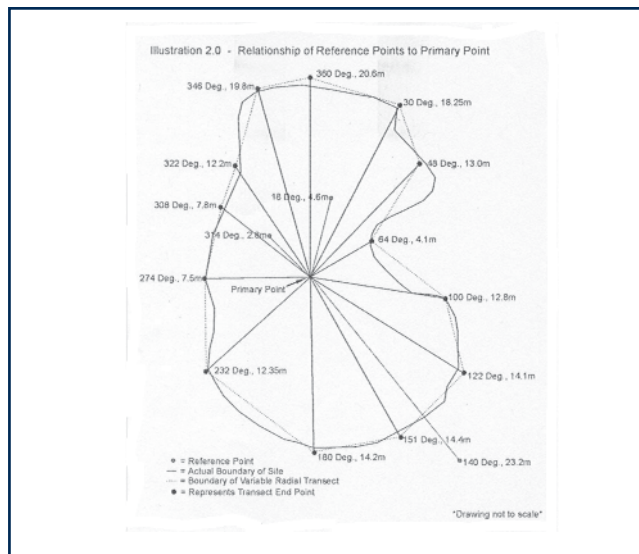 Illustration 2.0 - Relationship of Reference Points to Primary Point
360 Deg., 20.6m
346 Deg., 19.8m
30 Deg., 18.25m
322 Deg., 12.2m
48 Deg., 13.0m
16 Deg., 4.6m
308 Deg., 7.8m
314 Deg., 2.8m
64 Deg., 4.1m
274 Deg., 7.5m
Primary Point
100 Deg., 12.8m
232 Deg., 12.35m
122 Deg., 14.1m
151 Deg., 14.4m
180 Deg., 14.2m
140 Deg., 23.2m
= Reference Point
= Actual Boundary of Site
= Boundary of Variable Radial Transect
= Represents Transect End Point
*Drawing not to scale*